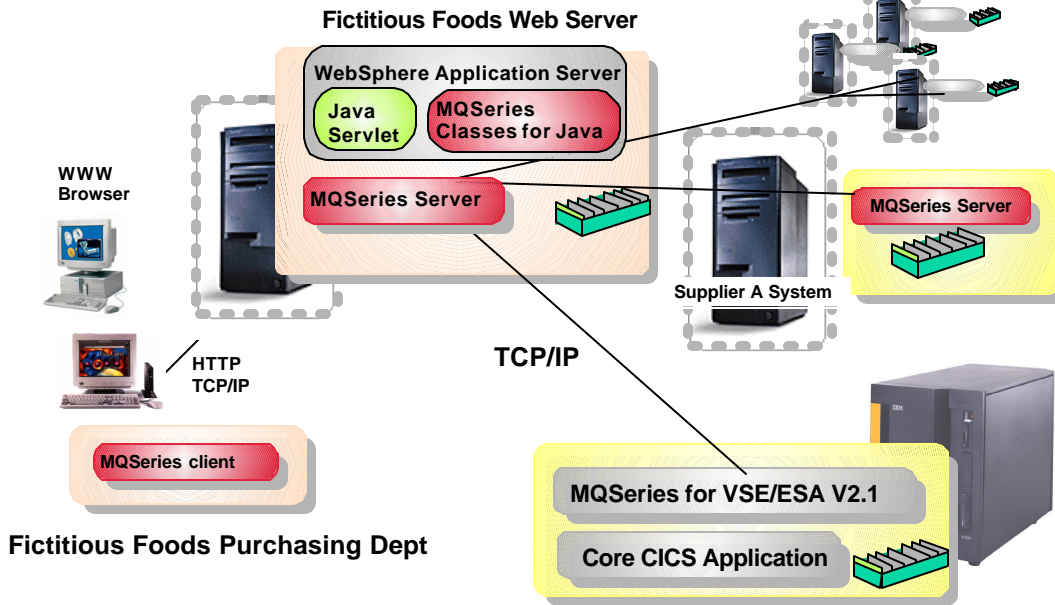 Fictitious Foods Web Server
WebSphere Application Server
Java
Servlet
MQSeries
Classes for Java
MQSeries Server
WWW
Browser
HTTP
TCP/IP
MQSeries client
Fictitious Foods Purchasing Dept
TCP/IP
Supplier A System
MQSeries Server
IBM
MQSeries for VSE/ESA V2.1
Core CICS Application